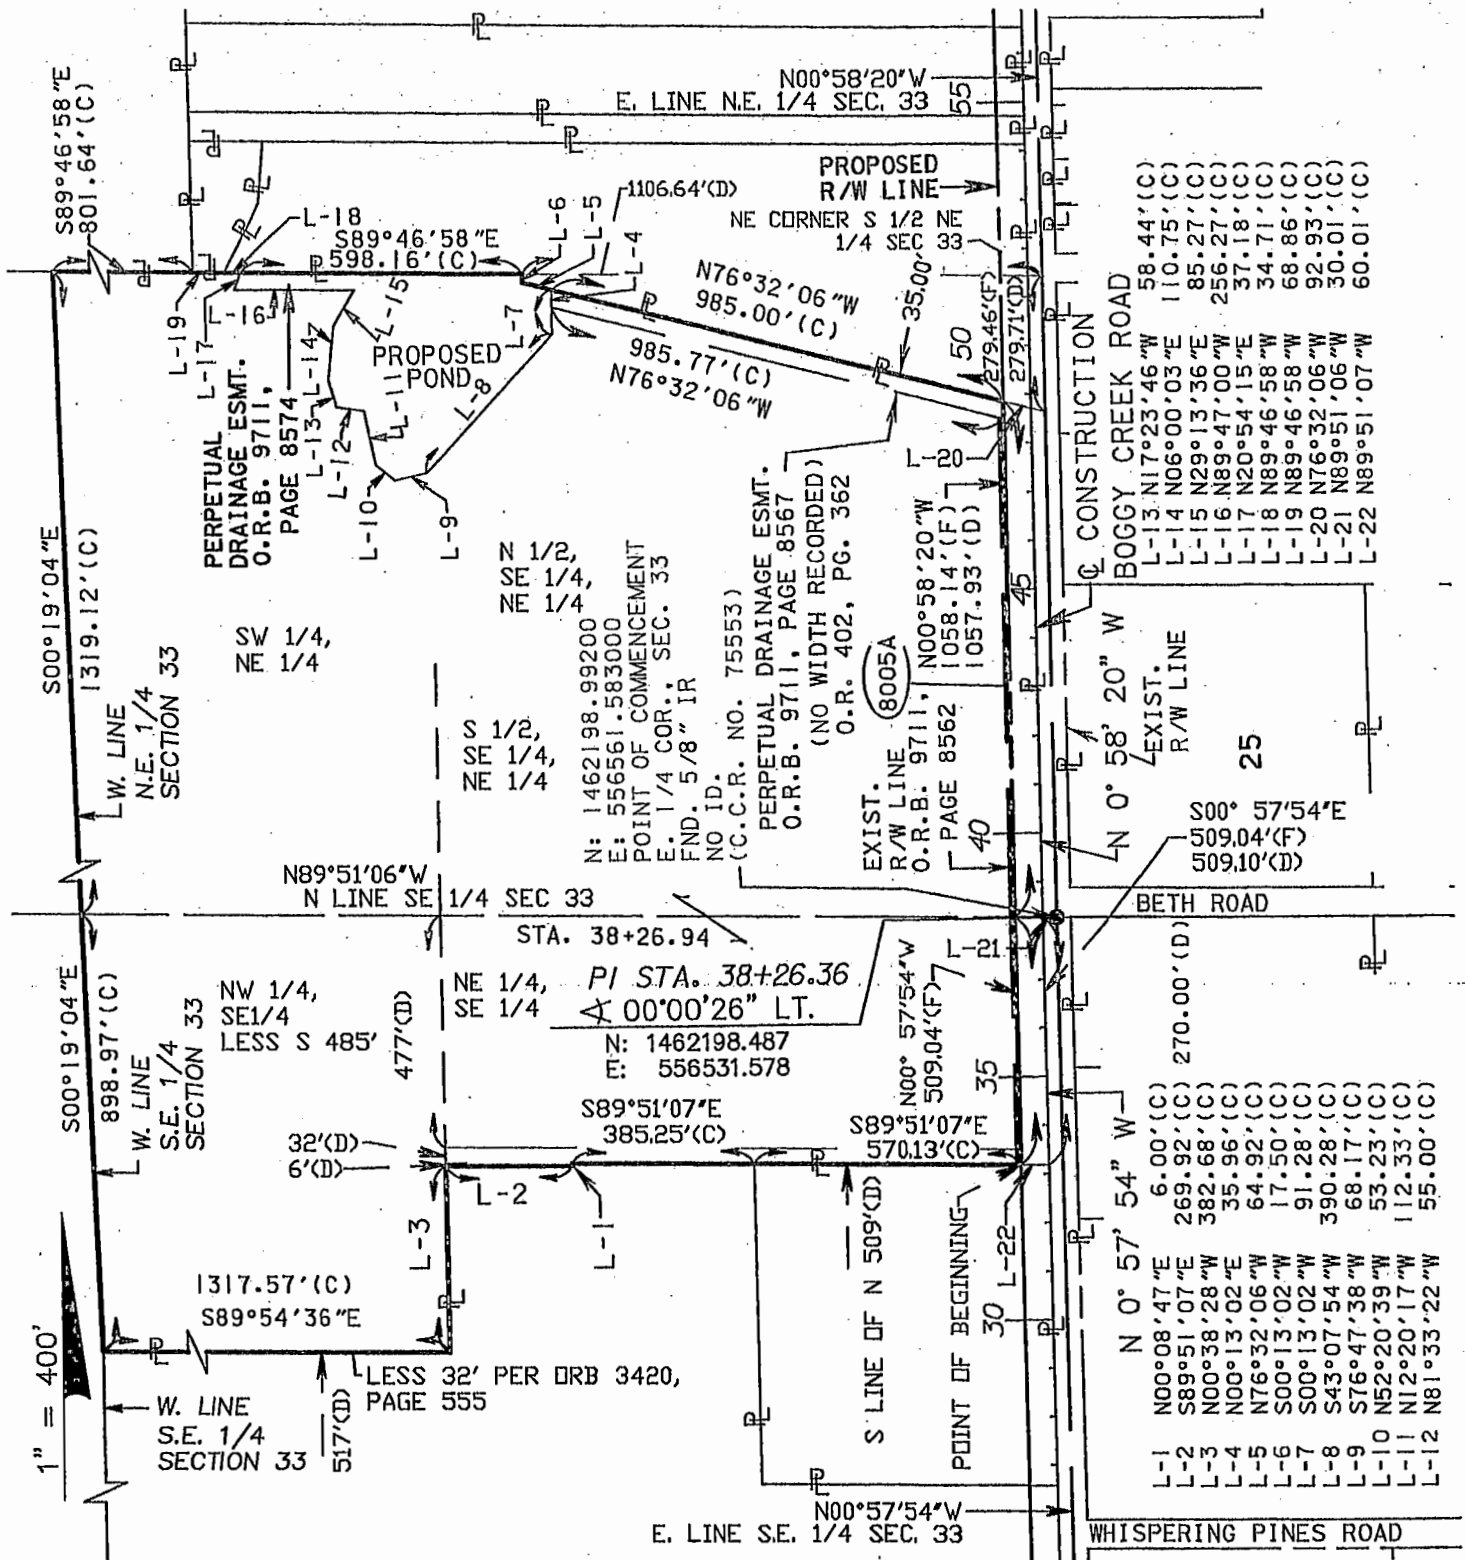 S89°46'58"E
801.64'(C)
N00°58'20"W
E. LINE N.E. 1/4 SEC. 33
55
PROPOSED
R/W LINE
1106.64'(D)
NE CORNER S 1/2 NE
1/4 SEC 33
L-18
S89°46'58"E
598.16'(C)
L-6
L-5
L-4
N76°32'06"W
985.00'(C)
35.00'
279.46'(F)
279.71'(D)
50
L-19
L-17
L-16
L-15
L-14
L-7
PROPOSED
POND
L-8
985.77'(C)
N76°32'06"W
PERPETUAL
DRAINAGE ESMT.
O.R.B. 9711,
PAGE 8574
L-13
L-12
L-11
L-10
L-9
L-20
℄ CONSTRUCTION
BOGGY CREEK ROAD
L-13 N17°23'46"W 58.44'(C)
L-14 N06°00'03"E 110.75'(C)
L-15 N29°13'36"E 85.27'(C)
L-16 N89°47'00"W 256.27'(C)
L-17 N20°54'15"E 37.18'(C)
L-18 N89°46'58"W 34.71'(C)
L-19 N89°46'58"W 68.86'(C)
L-20 N76°32'06"W 92.93'(C)
L-21 N89°51'06"W 30.01'(C)
L-22 N89°51'07"W 60.01'(C)
S00°19'04"E
1319.12'(C)
W. LINE
N.E. 1/4
SECTION 33
SW 1/4,
NE 1/4
N 1/2,
SE 1/4,
NE 1/4
S 1/2,
SE 1/4,
NE 1/4
N: 1462198.99200
E: 556561.583000
POINT OF COMMENCEMENT
E. 1/4 COR., SEC. 33
FND. 5/8" IR
NO ID.
(C.C.R. NO. 75553)
PERPETUAL DRAINAGE ESMT.
O.R.B. 9711, PAGE 8567
(NO WIDTH RECORDED)
O.R. 402, PG. 362
8005A
EXIST.
R/W LINE
O.R.B. 9711,
PAGE 8562
N00°58'20"W
1058.14'(F)
1057.93'(D)
45
40
N 0° 58' 20" W
EXIST.
R/W LINE
25
S00° 57'54"E
509.04'(F)
509.10'(D)
BETH ROAD
N89°51'06"W
N LINE SE 1/4 SEC 33
STA. 38+26.94
PI STA. 38+26.36
∢ 00°00'26" LT.
N: 1462198.487
E: 556531.578
L-21
N00° 57'54"W
509.04'(F)
270.00'(D)
S00°19'04"E
898.97'(C)
W. LINE
S.E. 1/4
SECTION 33
NW 1/4,
SE1/4
LESS S 485'
477'(D)
NE 1/4,
SE 1/4
35
32'(D)
6'(D)
S89°51'07"E
385.25'(C)
S89°51'07"E
570.13'(C)
L-2
L-1
L-3
L-22
1317.57'(C)
S89°54'36"E
S LINE OF N 509'(D)
POINT OF BEGINNING
30
N 0° 57' 54" W
L-1 N00°08'47"E 6.00'(C)
L-2 S89°51'07"E 269.92'(C)
L-3 N00°38'28"W 382.68'(C)
L-4 N00°13'02"E 35.96'(C)
L-5 N76°32'06"W 64.92'(C)
L-6 S00°13'02"W 17.50'(C)
L-7 S00°13'02"W 91.28'(C)
L-8 S43°07'54"W 390.28'(C)
L-9 S76°47'38"W 68.17'(C)
L-10 N52°20'39"W 53.23'(C)
L-11 N12°20'17"W 112.33'(C)
L-12 N81°33'22"W 55.00'(C)
1" = 400'
LESS 32' PER ORB 3420,
PAGE 555
W. LINE
S.E. 1/4
SECTION 33
517'(D)
N00°57'54"W
E. LINE S.E. 1/4 SEC. 33
WHISPERING PINES ROAD